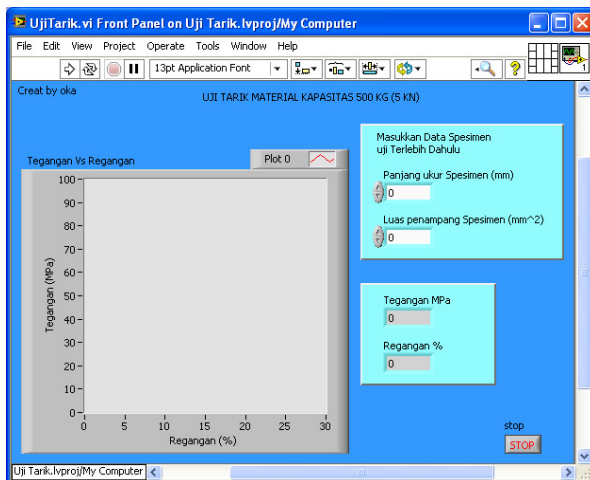 UjiTarik.vi Front Panel on Uji Tarik.lvproj/My Computer
File Edit View Project Operate Tools Window Help
13pt Application Font
1
Creat by oka
UJI TARIK MATERIAL KAPASITAS 500 KG (5 KN)
Masukkan Data Spesimen
uji Terlebih Dahulu
Panjang ukur Spesimen (mm)
0
Luas penampang Spesimen (mm^2)
0
Tegangan Vs Regangan
Plot 0
Tegangan (MPa)
100
90
80
70
60
50
40
30
20
10
0
0 5 10 15 20 25 30
Regangan (%)
Tegangan MPa
0
Regangan %
0
stop
STOP
Uji Tarik.lvproj/My Computer